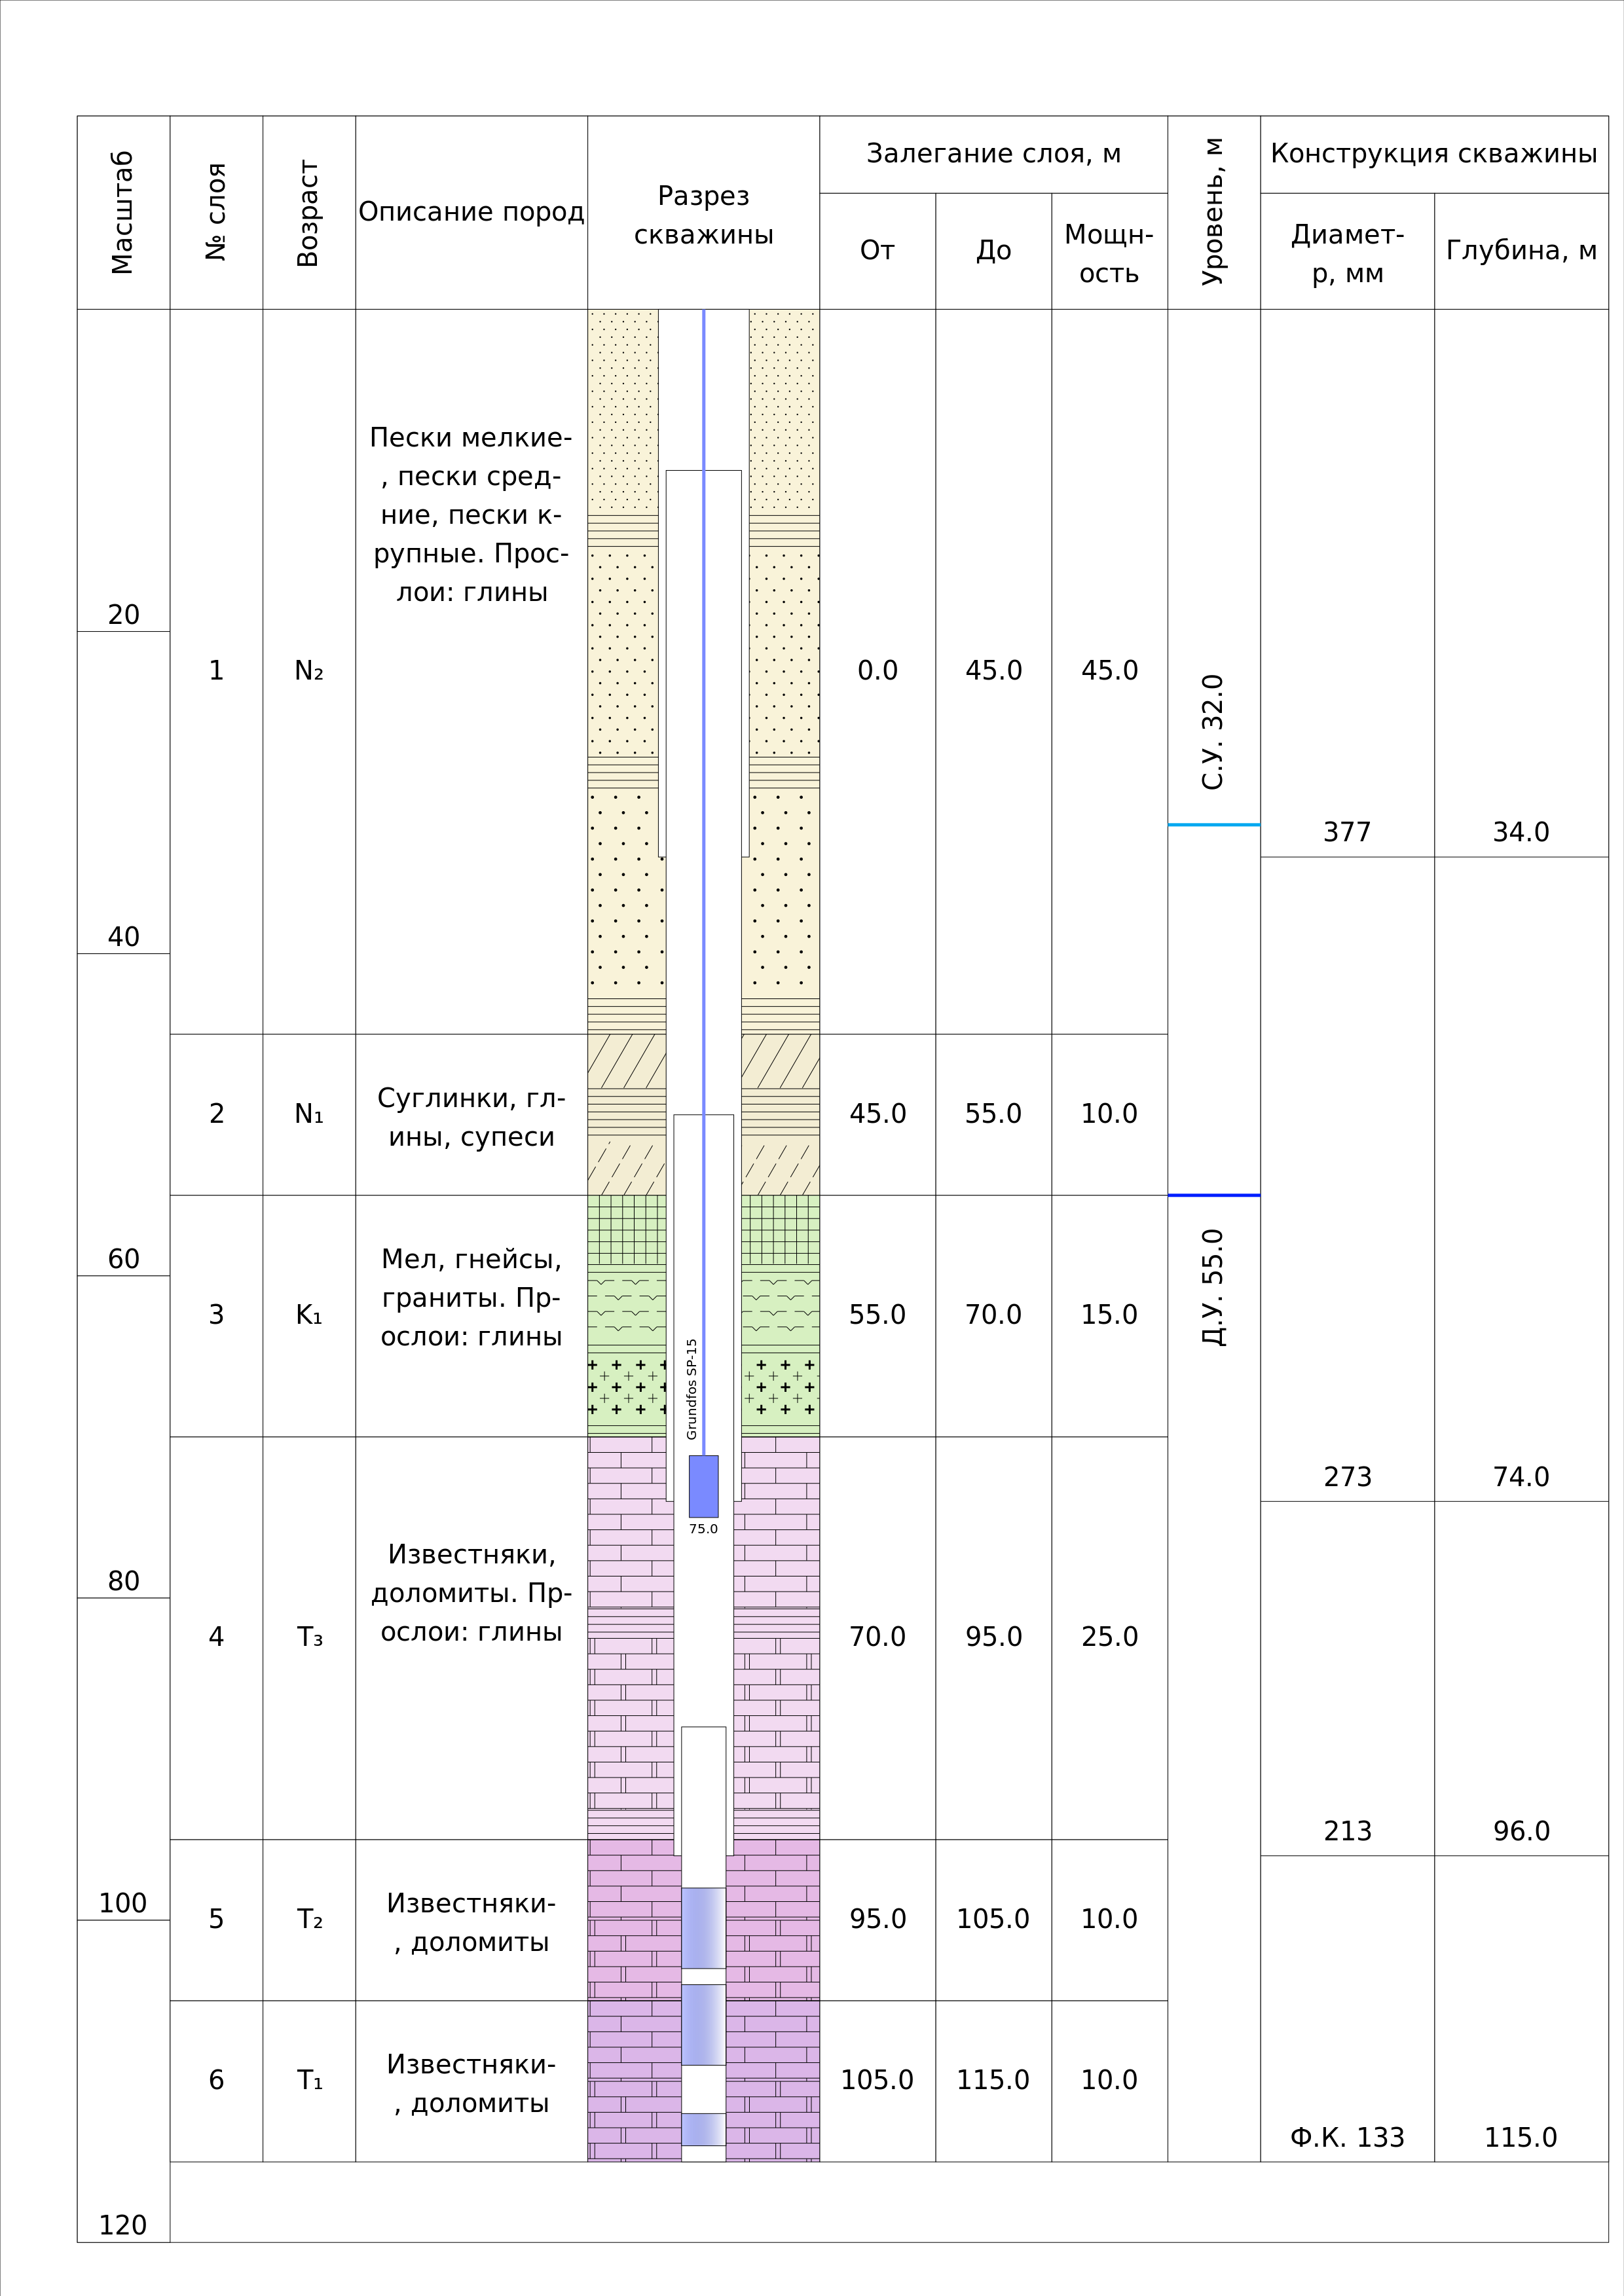 Масштаб
№ слоя
Возраст
Описание пород
Разрез
скважины
Залегание слоя, м
От
До
Мощн-
ость
Уровень, м
Конструкция скважины
Диамет-
р, мм
Глубина, м
20
40
60
80
100
120
1
N₂
Пески мелкие-
, пески сред-
ние, пески к-
рупные. Прос-
лои: глины
0.0
45.0
45.0
2
N₁
Суглинки, гл-
ины, супеси
45.0
55.0
10.0
3
K₁
Мел, гнейсы,
граниты. Пр-
ослои: глины
55.0
70.0
15.0
4
T₃
Известняки,
доломиты. Пр-
ослои: глины
70.0
95.0
25.0
5
T₂
Известняки-
, доломиты
95.0
105.0
10.0
6
T₁
Известняки-
, доломиты
105.0
115.0
10.0
Grundfos SP-15
75.0
С.У. 32.0
Д.У. 55.0
377
34.0
273
74.0
213
96.0
Ф.К. 133
115.0